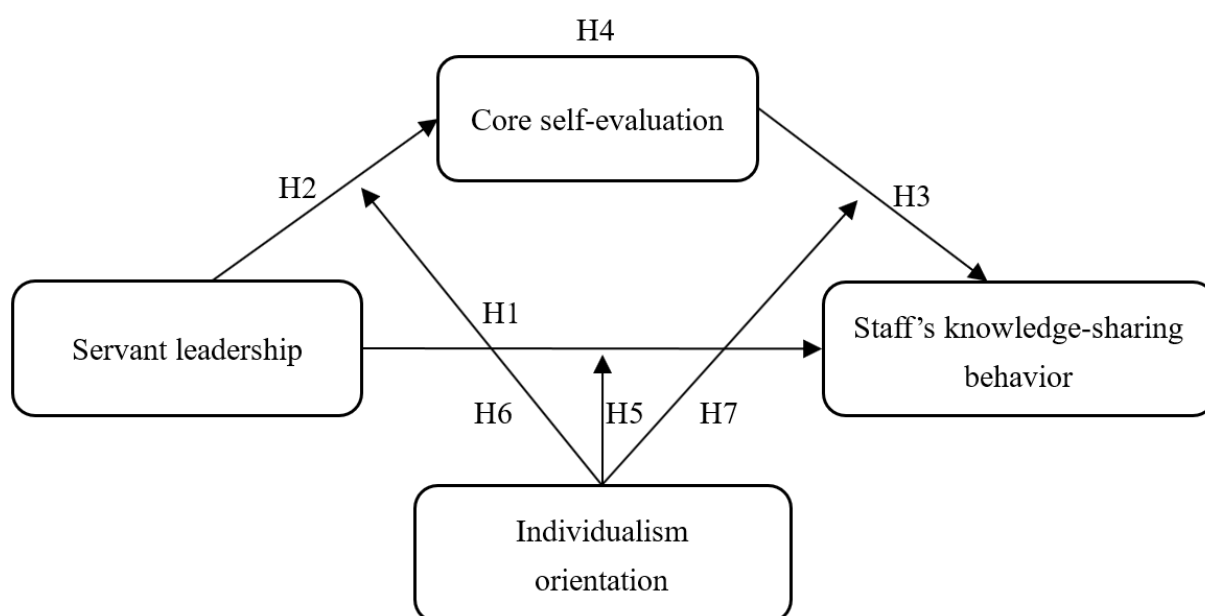 H4
Core self-evaluation
H2
H3
H1
Servant leadership
Staff’s knowledge-sharing
behavior
H6
H5
H7
Individualism
orientation